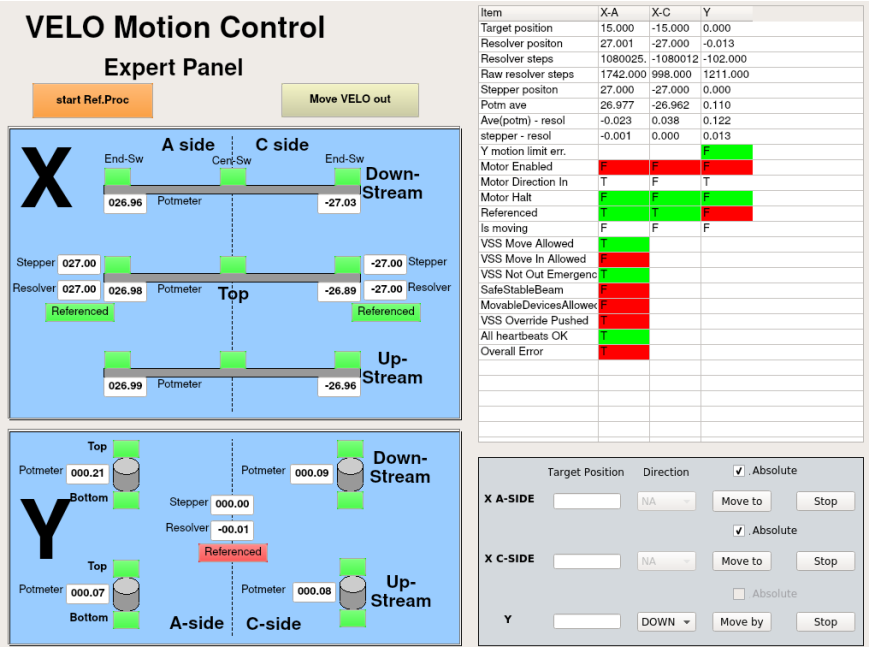 VELO Motion Control
Expert Panel
start Ref.Proc
Move VELO out
X
A side
C side
End-Sw
Cen-Sw
End-Sw
Down-
Stream
026.96
Potmeter
-27.03
Stepper
027.00
-27.00
Stepper
Resolver
027.00
026.98
Potmeter
Top
-26.89
-27.00
Resolver
Referenced
Referenced
Up-
Stream
026.99
Potmeter
-26.96
Y
Top
Potmeter
000.21
Bottom
Potmeter
000.09
Down-
Stream
Stepper
000.00
Resolver
-00.01
Referenced
Top
Potmeter
000.07
Bottom
Potmeter
000.08
Up-
Stream
A-side
C-side
Item X-A X-C Y
Target position 15.000 -15.000 0.000
Resolver positon 27.001 -27.000 -0.013
Resolver steps 1080025. -1080012 -102.000
Raw resolver steps 1742.000 998.000 1211.000
Stepper positon 27.000 -27.000 0.000
Potm ave 26.977 -26.962 0.110
Ave(potm) - resol -0.023 0.038 0.122
stepper - resol -0.001 0.000 0.013
Y motion limit err. F
Motor Enabled F F F
Motor Direction In T F T
Motor Halt F F F
Referenced T T F
Is moving F F F
VSS Move Allowed T
VSS Move In Allowed F
VSS Not Out Emergenc T
SafeStableBeam F
MovableDevicesAllowed F
VSS Override Pushed T
All heartbeats OK T
Overall Error T
Target Position Direction Absolute
X A-SIDE NA Move to Stop
Absolute
X C-SIDE NA Move to Stop
Absolute
Y DOWN Move by Stop